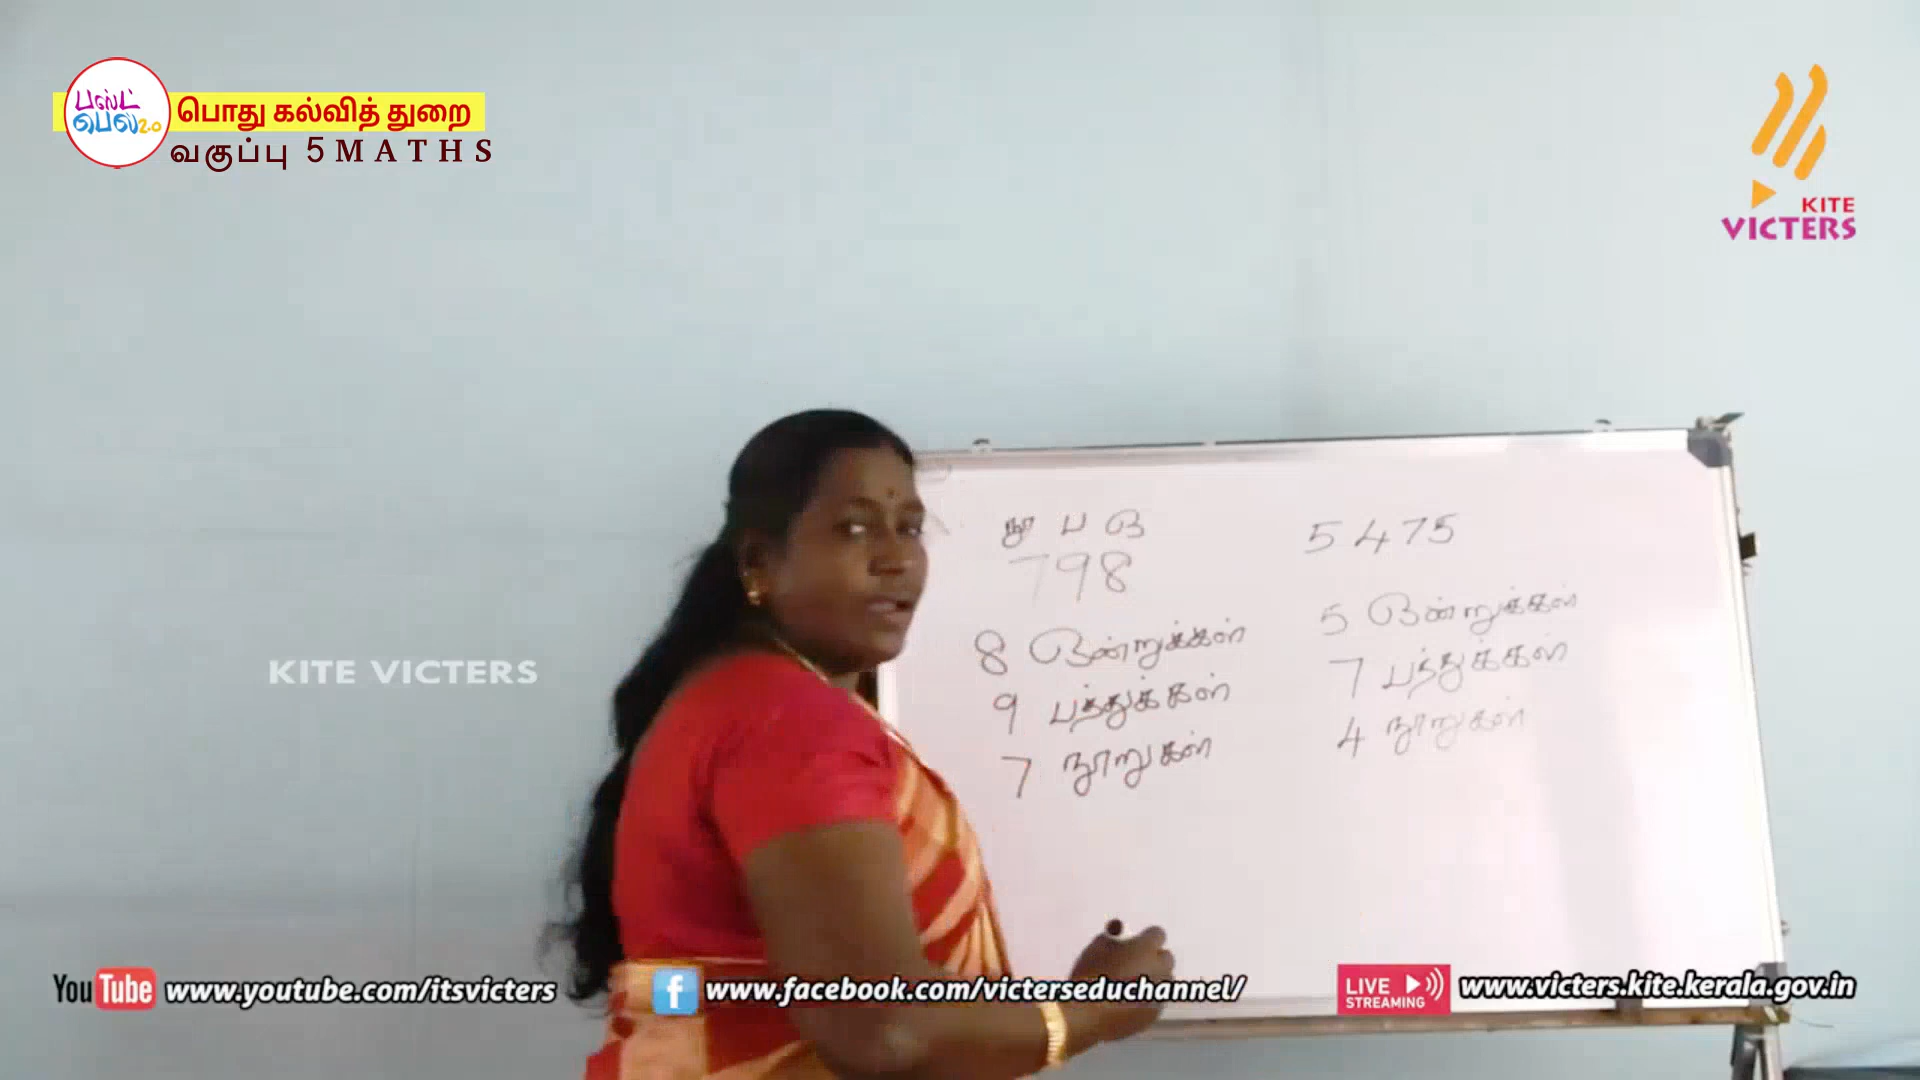 பஸ்ட்
பெல் 2.0
பொது கல்வித் துறை
வகுப்பு 5 MATHS
KITE
VICTERS
நூ ப ஒ
798
8 ஒன்றுக்கள்
9 பத்துக்கள்
7 நூறுகள்
5475
5 ஒன்றுக்கள்
7 பத்துக்கள்
4 நூறுகள்
KITE VICTERS
YouTube www.youtube.com/itsvicters
f www.facebook.com/victerseduchannel/
LIVE
STREAMING
www.victers.kite.kerala.gov.in